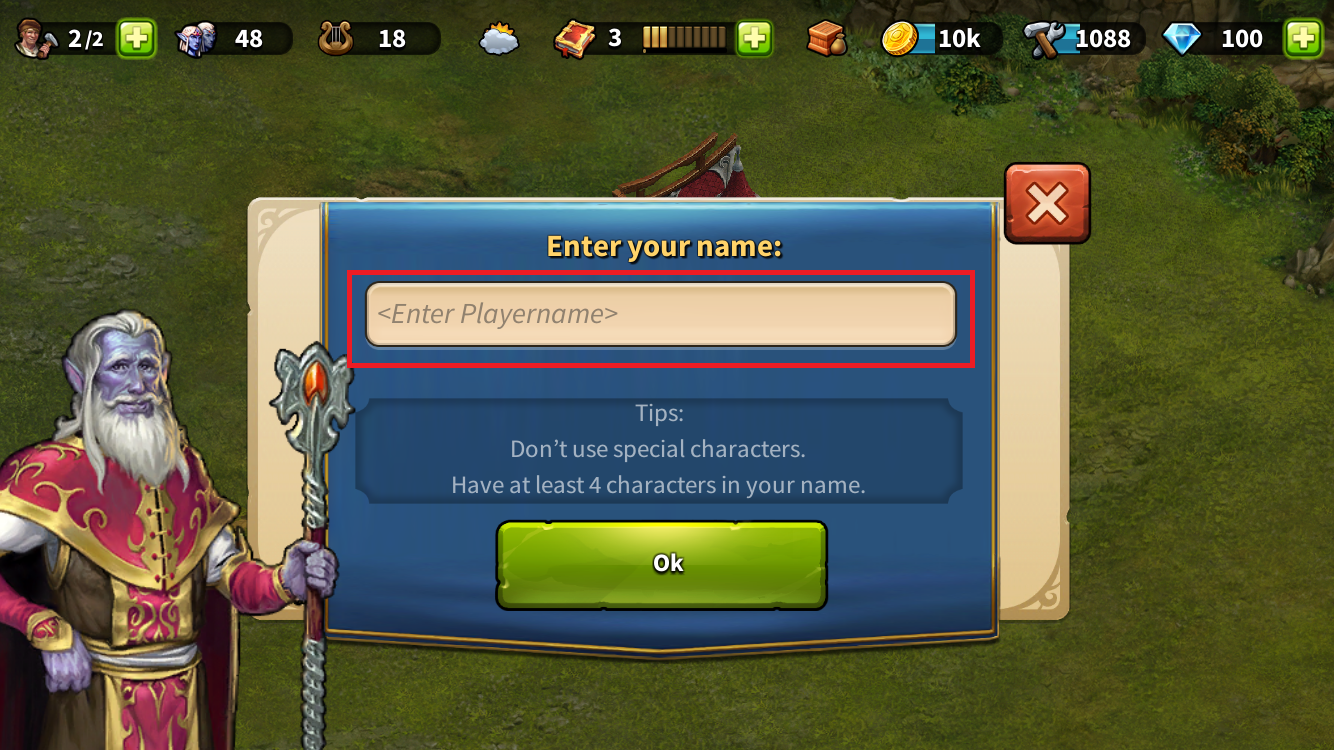 2/2 48 18 3 10k 1088 100
Enter your name:
<Enter Playername>
Tips:
Don’t use special characters.
Have at least 4 characters in your name.
Ok